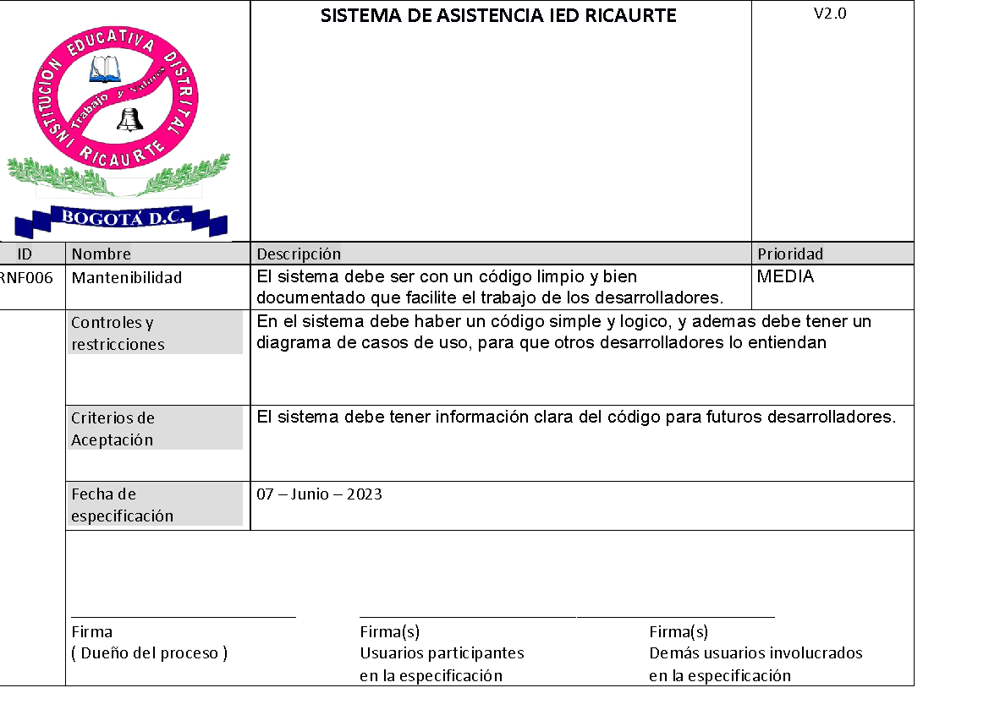 SISTEMA DE ASISTENCIA IED RICAURTE
V2.0
INSTITUCIÓN EDUCATIVA DISTRITAL
RICAURTE
Trabajo y Valores
BOGOTÁ D.C.
ID Nombre Descripción Prioridad
RNF006 Mantenibilidad El sistema debe ser con un código limpio y bien MEDIA
documentado que facilite el trabajo de los desarrolladores.
Controles y En el sistema debe haber un código simple y logico, y ademas debe tener un
restricciones diagrama de casos de uso, para que otros desarrolladores lo entiendan
Criterios de El sistema debe tener información clara del código para futuros desarrolladores.
Aceptación
Fecha de 07 – Junio – 2023
especificación
Firma Firma(s) Firma(s)
( Dueño del proceso ) Usuarios participantes Demás usuarios involucrados
en la especificación en la especificación